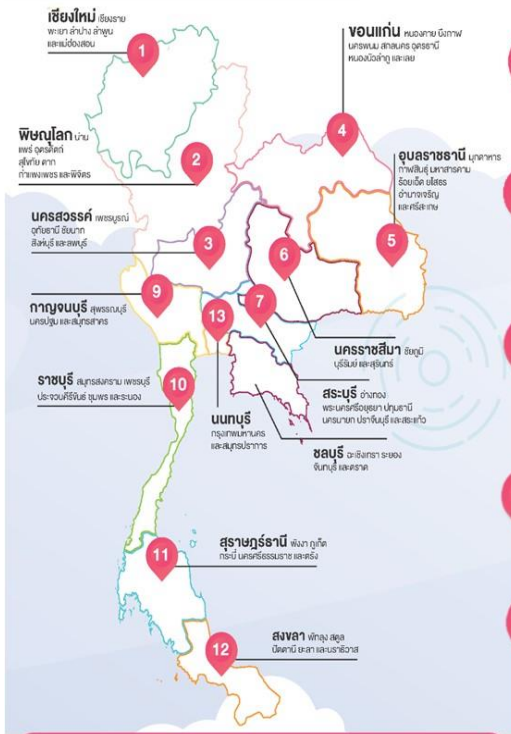 เชียงใหม่ เชียงราย
พะเยา ลำปาง ลำพูน
และแม่ฮ่องสอน
1
ขอนแก่น หนองคาย บึงกาฬ
นครพนม สกลนคร อุดรธานี
หนองบัวลำภู และเลย
4
พิษณุโลก น่าน
แพร่ อุตรดิตถ์
สุโขทัย ตาก
กำแพงเพชร และพิจิตร
2
อุบลราชธานี มุกดาหาร
กาฬสินธุ์ มหาสารคาม
ร้อยเอ็ด ยโสธร
อำนาจเจริญ
และศรีสะเกษ
5
นครสวรรค์ เพชรบูรณ์
อุทัยธานี ชัยนาท
สิงห์บุรี และลพบุรี
3
6
กาญจนบุรี สุพรรณบุรี
นครปฐม และสมุทรสาคร
9
13
7
นครราชสีมา ชัยภูมิ
บุรีรัมย์ และสุรินทร์
ราชบุรี สมุทรสงคราม เพชรบุรี
ประจวบคีรีขันธ์ ชุมพร และระนอง
10
นนทบุรี
กรุงเทพมหานคร
และสมุทรปราการ
สระบุรี อ่างทอง
พระนครศรีอยุธยา ปทุมธานี
นครนายก ปราจีนบุรี และสระแก้ว
ชลบุรี ฉะเชิงเทรา ระยอง
จันทบุรี และตราด
สุราษฎร์ธานี พังงา ภูเก็ต
กระบี่ นครศรีธรรมราช และตรัง
11
สงขลา พัทลุง สตูล
ปัตตานี ยะลา และนราธิวาส
12